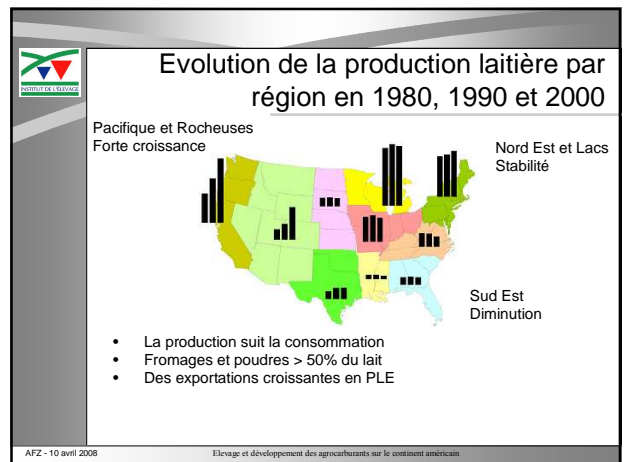 Evolution de la production laitière par
région en 1980, 1990 et 2000
INSTITUT DE L'ELEVAGE
Pacifique et Rocheuses
Forte croissance
Nord Est et Lacs
Stabilité
Sud Est
Diminution
• La production suit la consommation
• Fromages et poudres > 50% du lait
• Des exportations croissantes en PLE
AFZ - 10 avril 2008
Elevage et développement des agrocarburants sur le continent américain